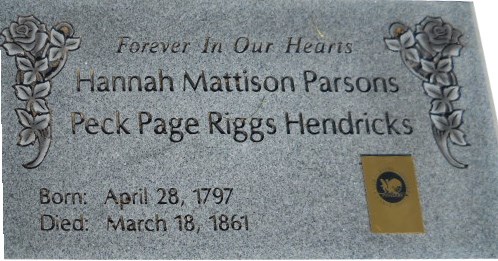 Forever In Our Hearts
Hannah Mattison Parsons
Peck Page Riggs Hendricks
Born: April 28, 1797
Died: March 18, 1861